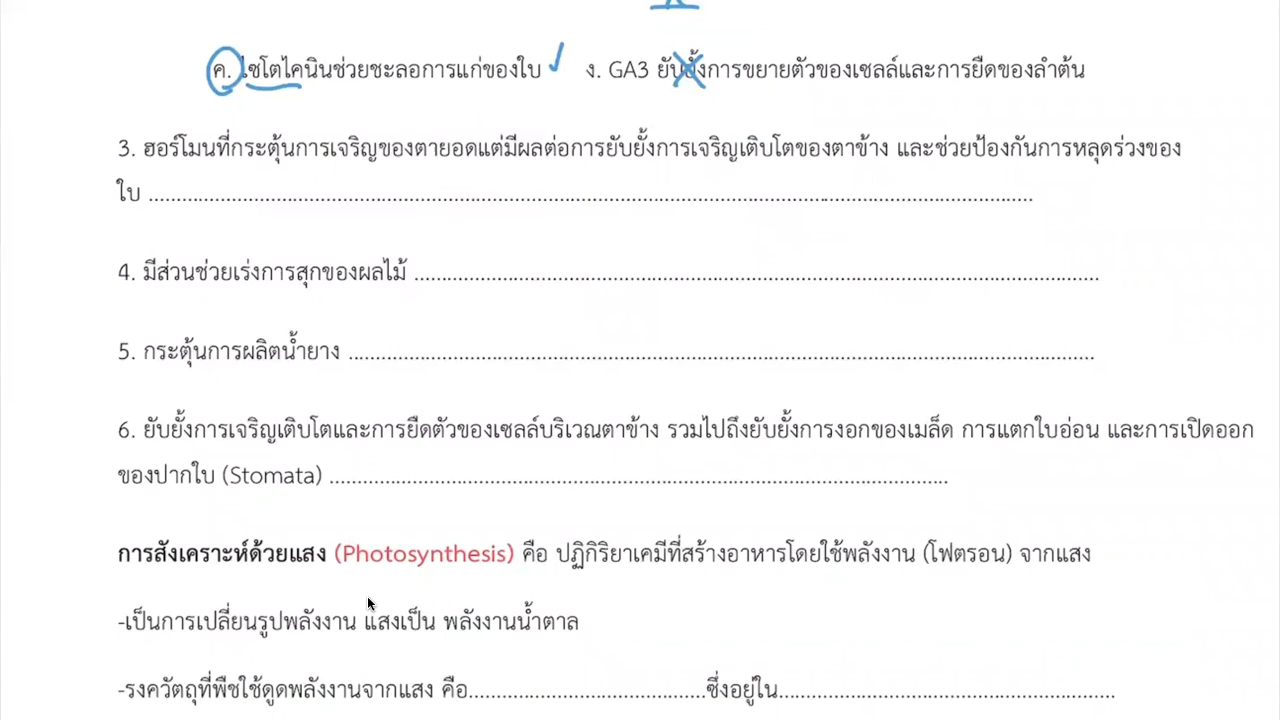 ค. ไซโตไคนินช่วยชะลอการแก่ของใบ ง. GA3 ยับยั้งการขยายตัวของเซลล์และการยืดของลำต้น
3. ฮอร์โมนที่กระตุ้นการเจริญของตายอดแต่มีผลต่อการยับยั้งการเจริญเติบโตของตาข้าง และช่วยป้องกันการหลุดร่วงของ
ใบ ................................................................................................................................
4. มีส่วนช่วยเร่งการสุกของผลไม้ ....................................................................................................
5. กระตุ้นการผลิตน้ำยาง .............................................................................................................
6. ยับยั้งการเจริญเติบโตและการยืดตัวของเซลล์บริเวณตาข้าง รวมไปถึงยับยั้งการงอกของเมล็ด การแตกใบอ่อน และการเปิดออก
ของปากใบ (Stomata) ..........................................................................................
การสังเคราะห์ด้วยแสง (Photosynthesis) คือ ปฏิกิริยาเคมีที่สร้างอาหารโดยใช้พลังงาน (โฟตรอน) จากแสง
-เป็นการเปลี่ยนรูปพลังงาน แสงเป็น พลังงานน้ำตาล
-รงควัตถุที่พืชใช้ดูดพลังงานจากแสง คือ...................................ซึ่งอยู่ใน.................................................